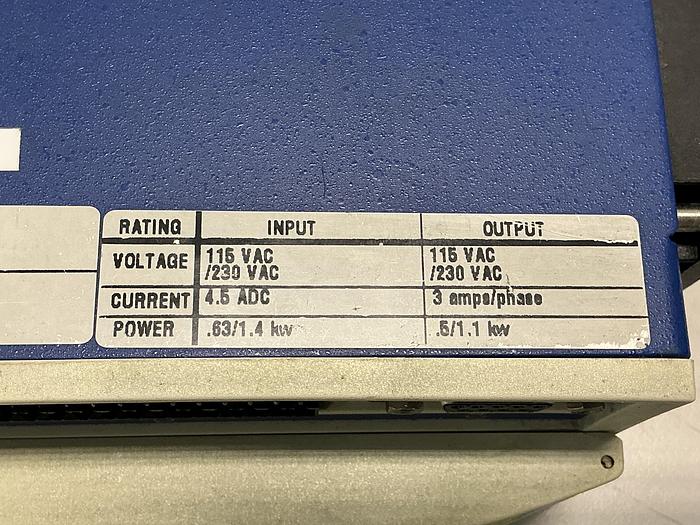 RATING INPUT OUTPUT
VOLTAGE 115 VAC 115 VAC
/230 VAC /230 VAC
CURRENT 4.5 ADC 3 amps/phase
POWER .63/1.4 kw .5/1.1 kw